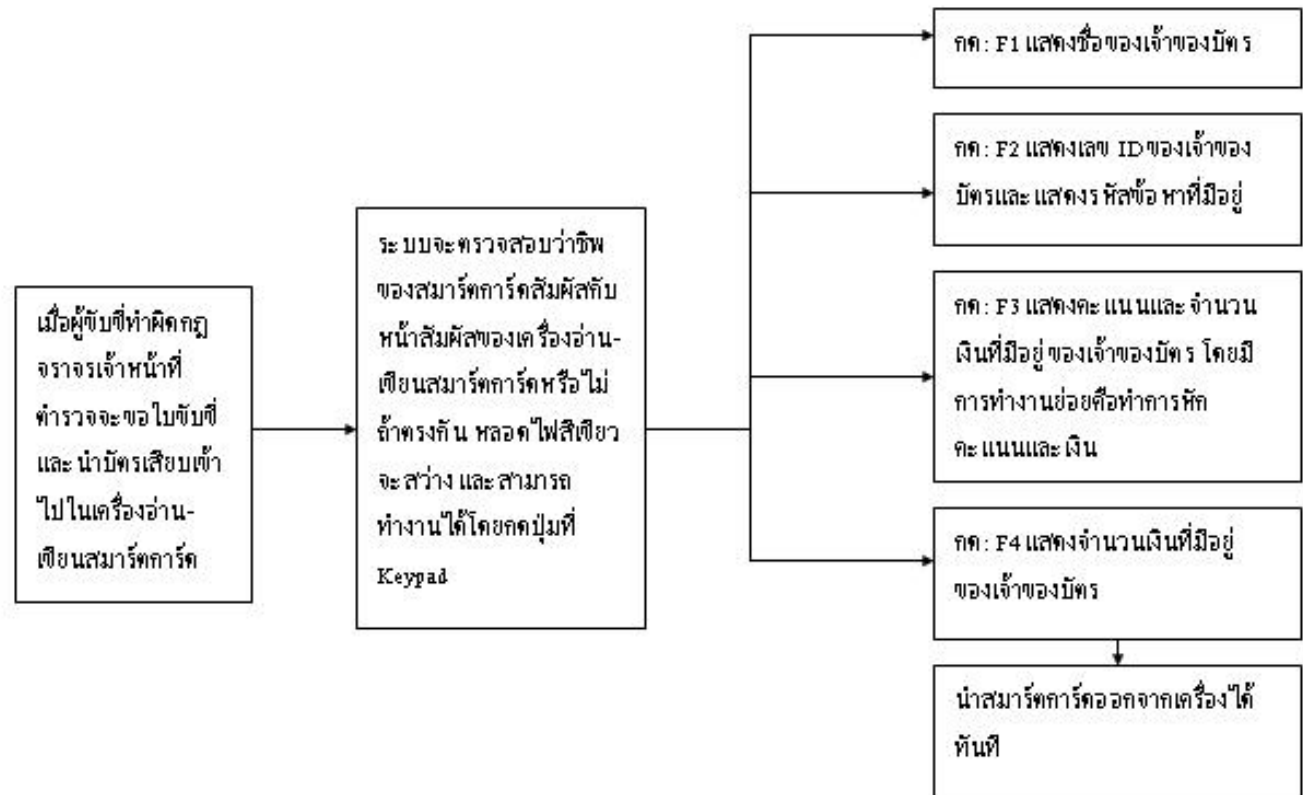 เมื่อผู้ขับขี่ทำผิดกฎ
จราจรเจ้าหน้าที่
ตำรวจจะขอใบขับขี่
และนำบัตรเสียบเข้า
ไปในเครื่องอ่าน-
เขียนสมาร์ตการ์ด
ระบบจะตรวจสอบว่าชิพ
ของสมาร์ตการ์ดสัมผัสกับ
หน้าสัมผัสของเครื่องอ่าน-
เขียนสมาร์ตการ์ดหรือไม่
ถ้าตรงกัน หลอดไฟสีเขียว
จะสว่าง และสามารถ
ทำงานได้โดยกดปุ่มที่
Keypad
กด : F1 แสดงชื่อของเจ้าของบัตร
กด : F2 แสดงเลข ID ของเจ้าของ
บัตรและ แสดงรหัสข้อหาที่มีอยู่
กด : F3 แสดงคะแนนและจำนวน
เงินที่มีอยู่ของเจ้าของบัตร โดยมี
การทำงานย่อยคือทำการหัก
คะแนนและเงิน
กด : F4 แสดงจำนวนเงินที่มีอยู่
ของเจ้าของบัตร
นำสมาร์ตการ์ดออกจากเครื่องได้
ทันที